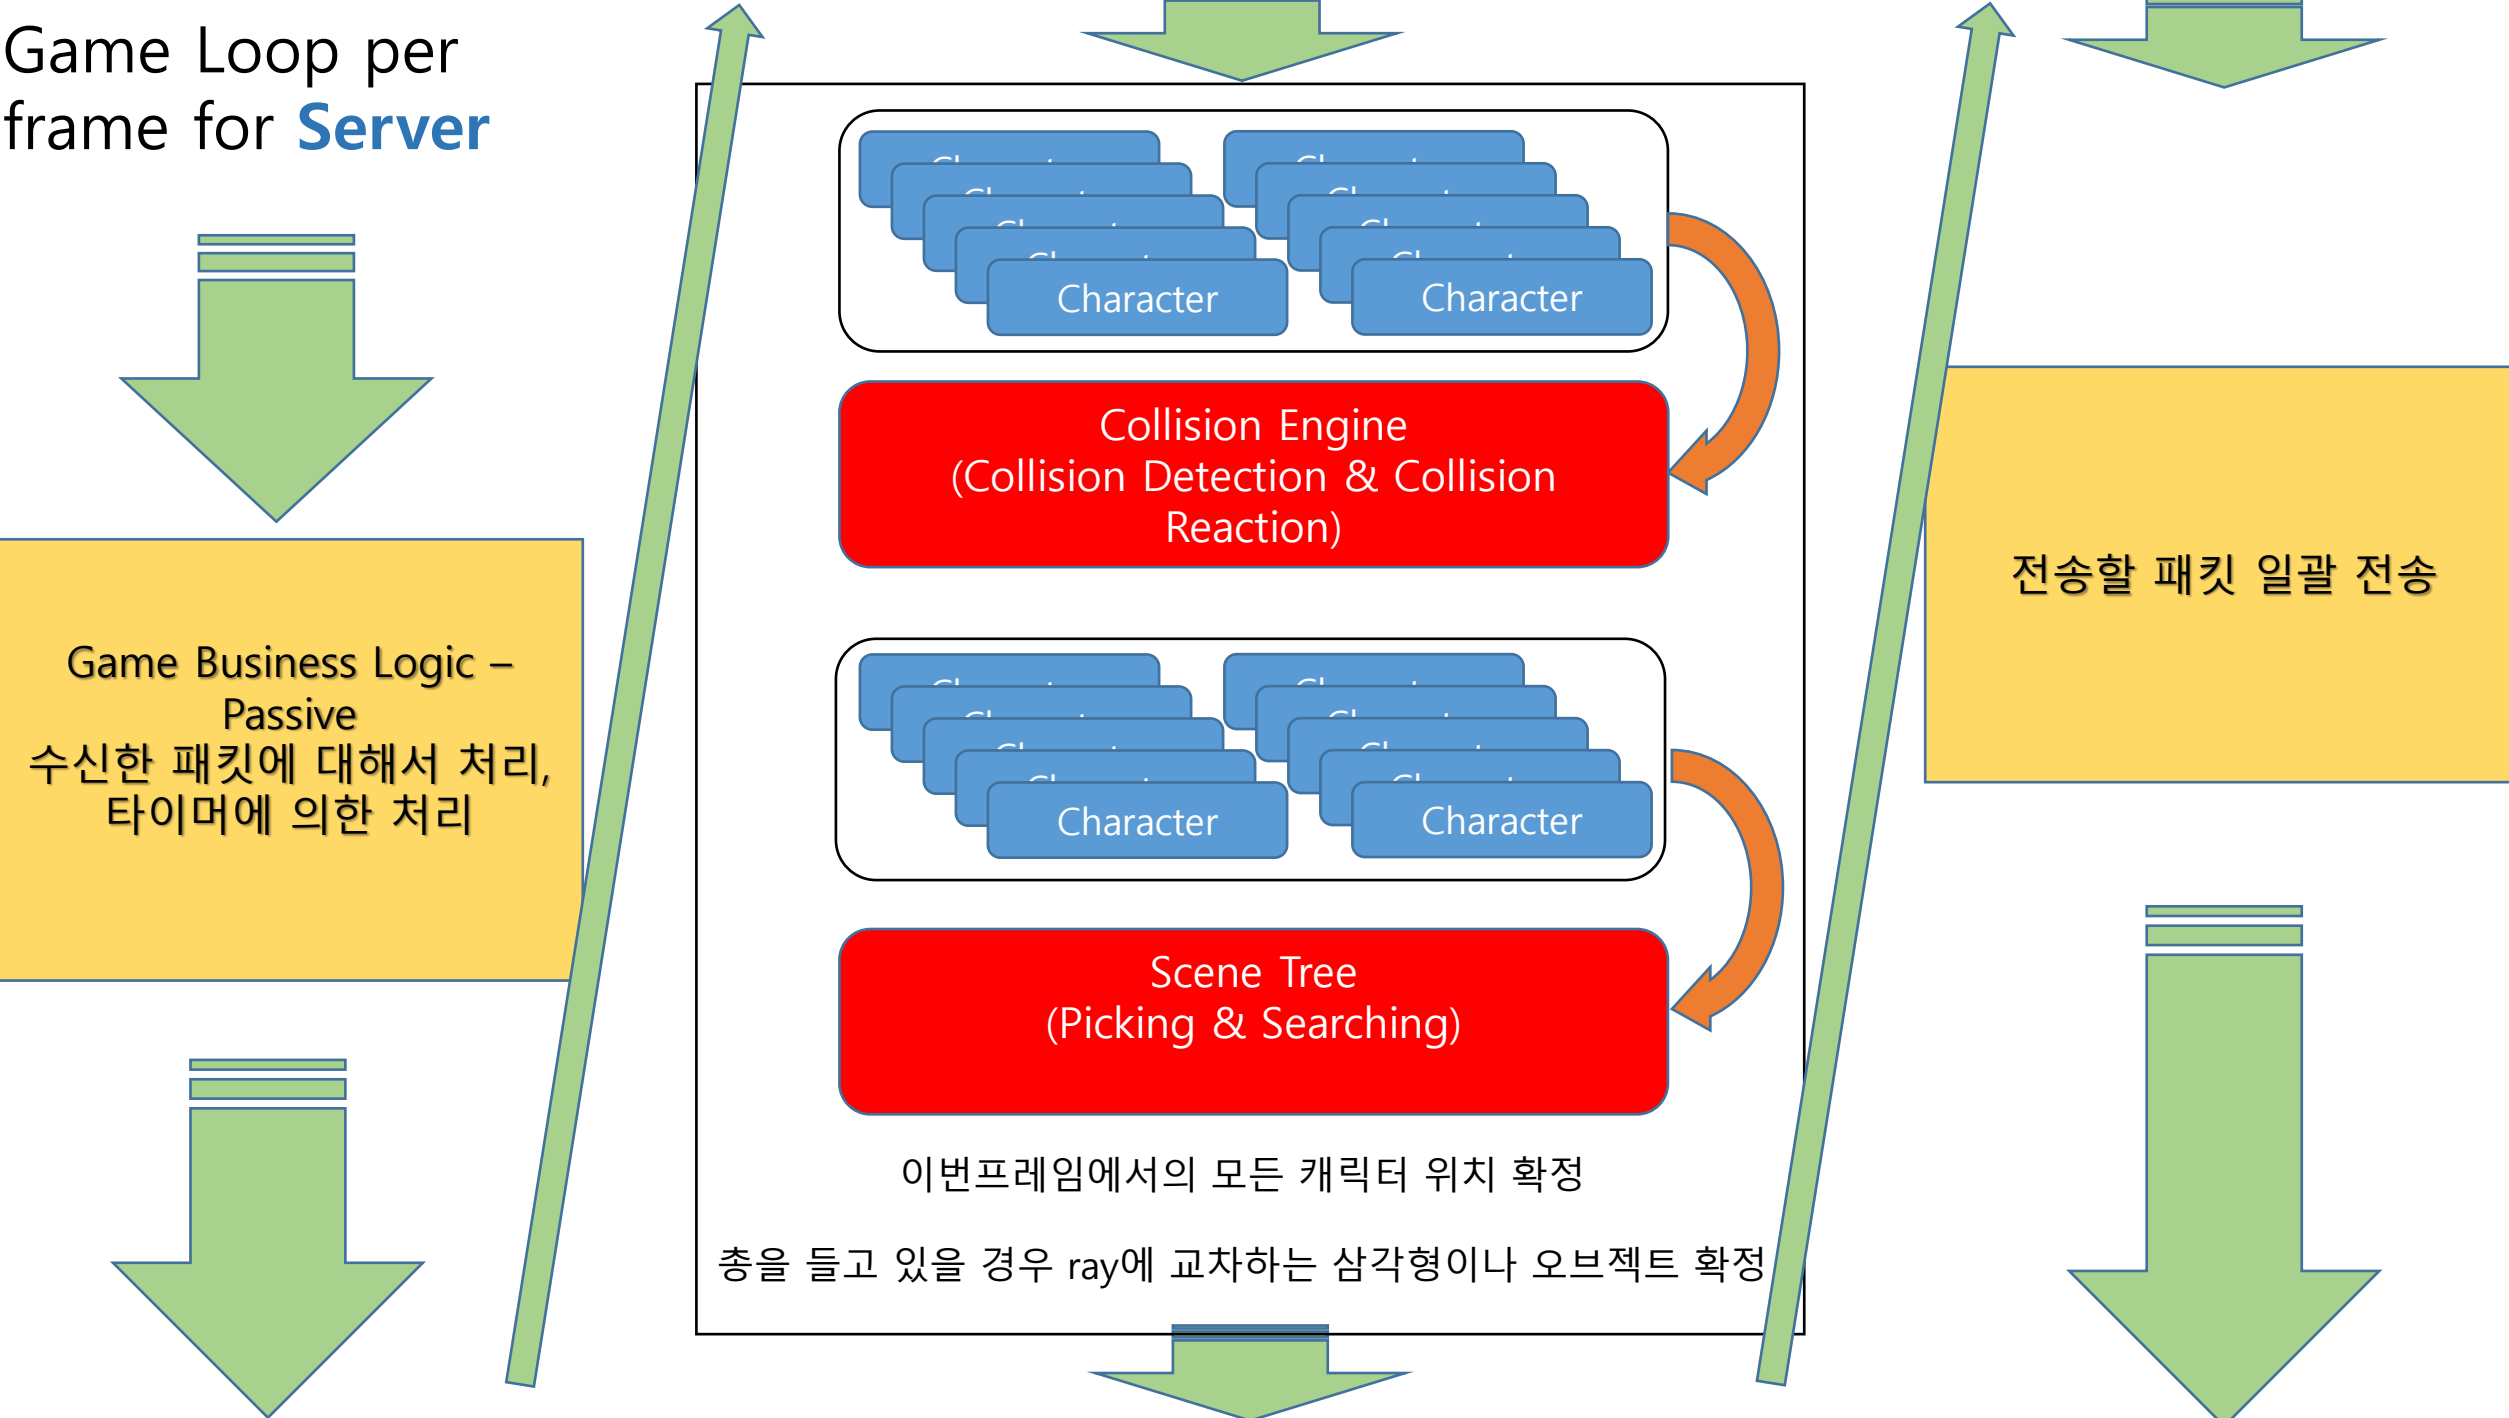 Game Loop per
frame for Server
Game Business Logic –
Passive
수신한 패킷에 대해서 처리,
타이머에 의한 처리
Character
Character
Collision Engine
(Collision Detection & Collision
Reaction)
Character
Character
Scene Tree
(Picking & Searching)
이번프레임에서의 모든 캐릭터 위치 확정
총을 들고 있을 경우 ray에 교차하는 삼각형이나 오브젝트 확정
전송할 패킷 일괄 전송